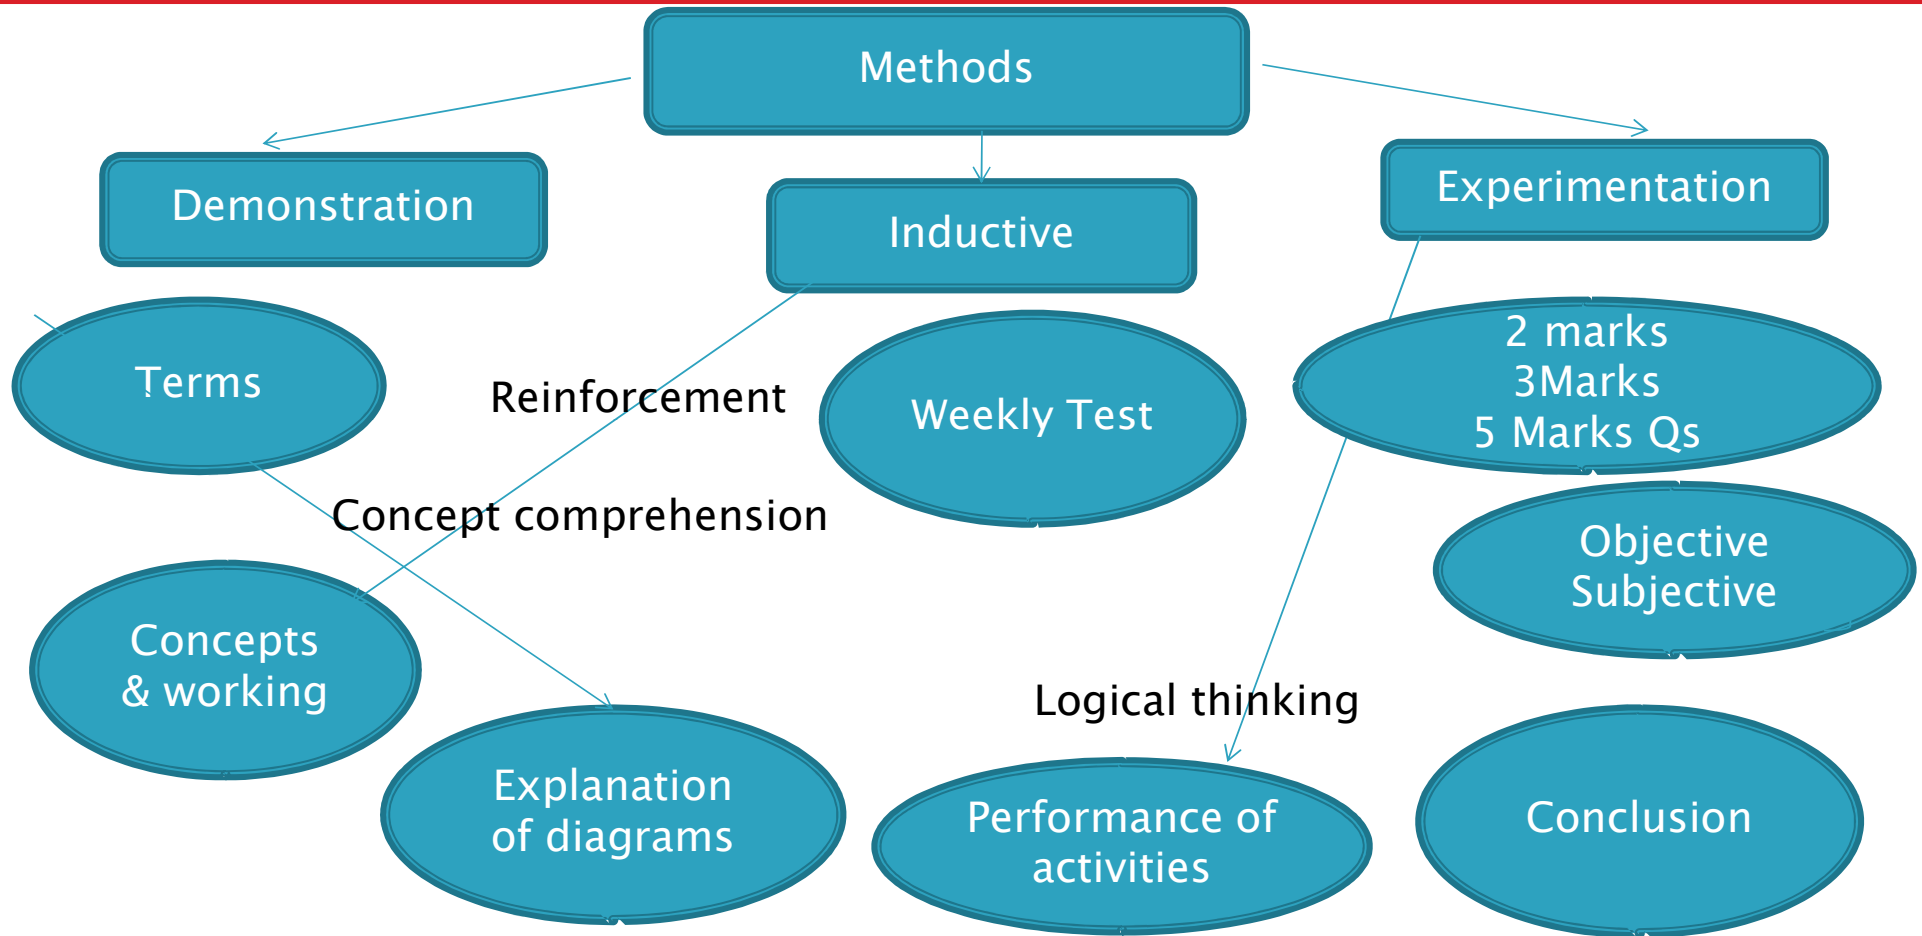 Methods
Demonstration
Inductive
Experimentation
Terms
Reinforcement
Weekly Test
2 marks
3Marks
5 Marks Qs
Concept comprehension
Objective
Subjective
Concepts
& working
Logical thinking
Explanation
of diagrams
Performance of
activities
Conclusion